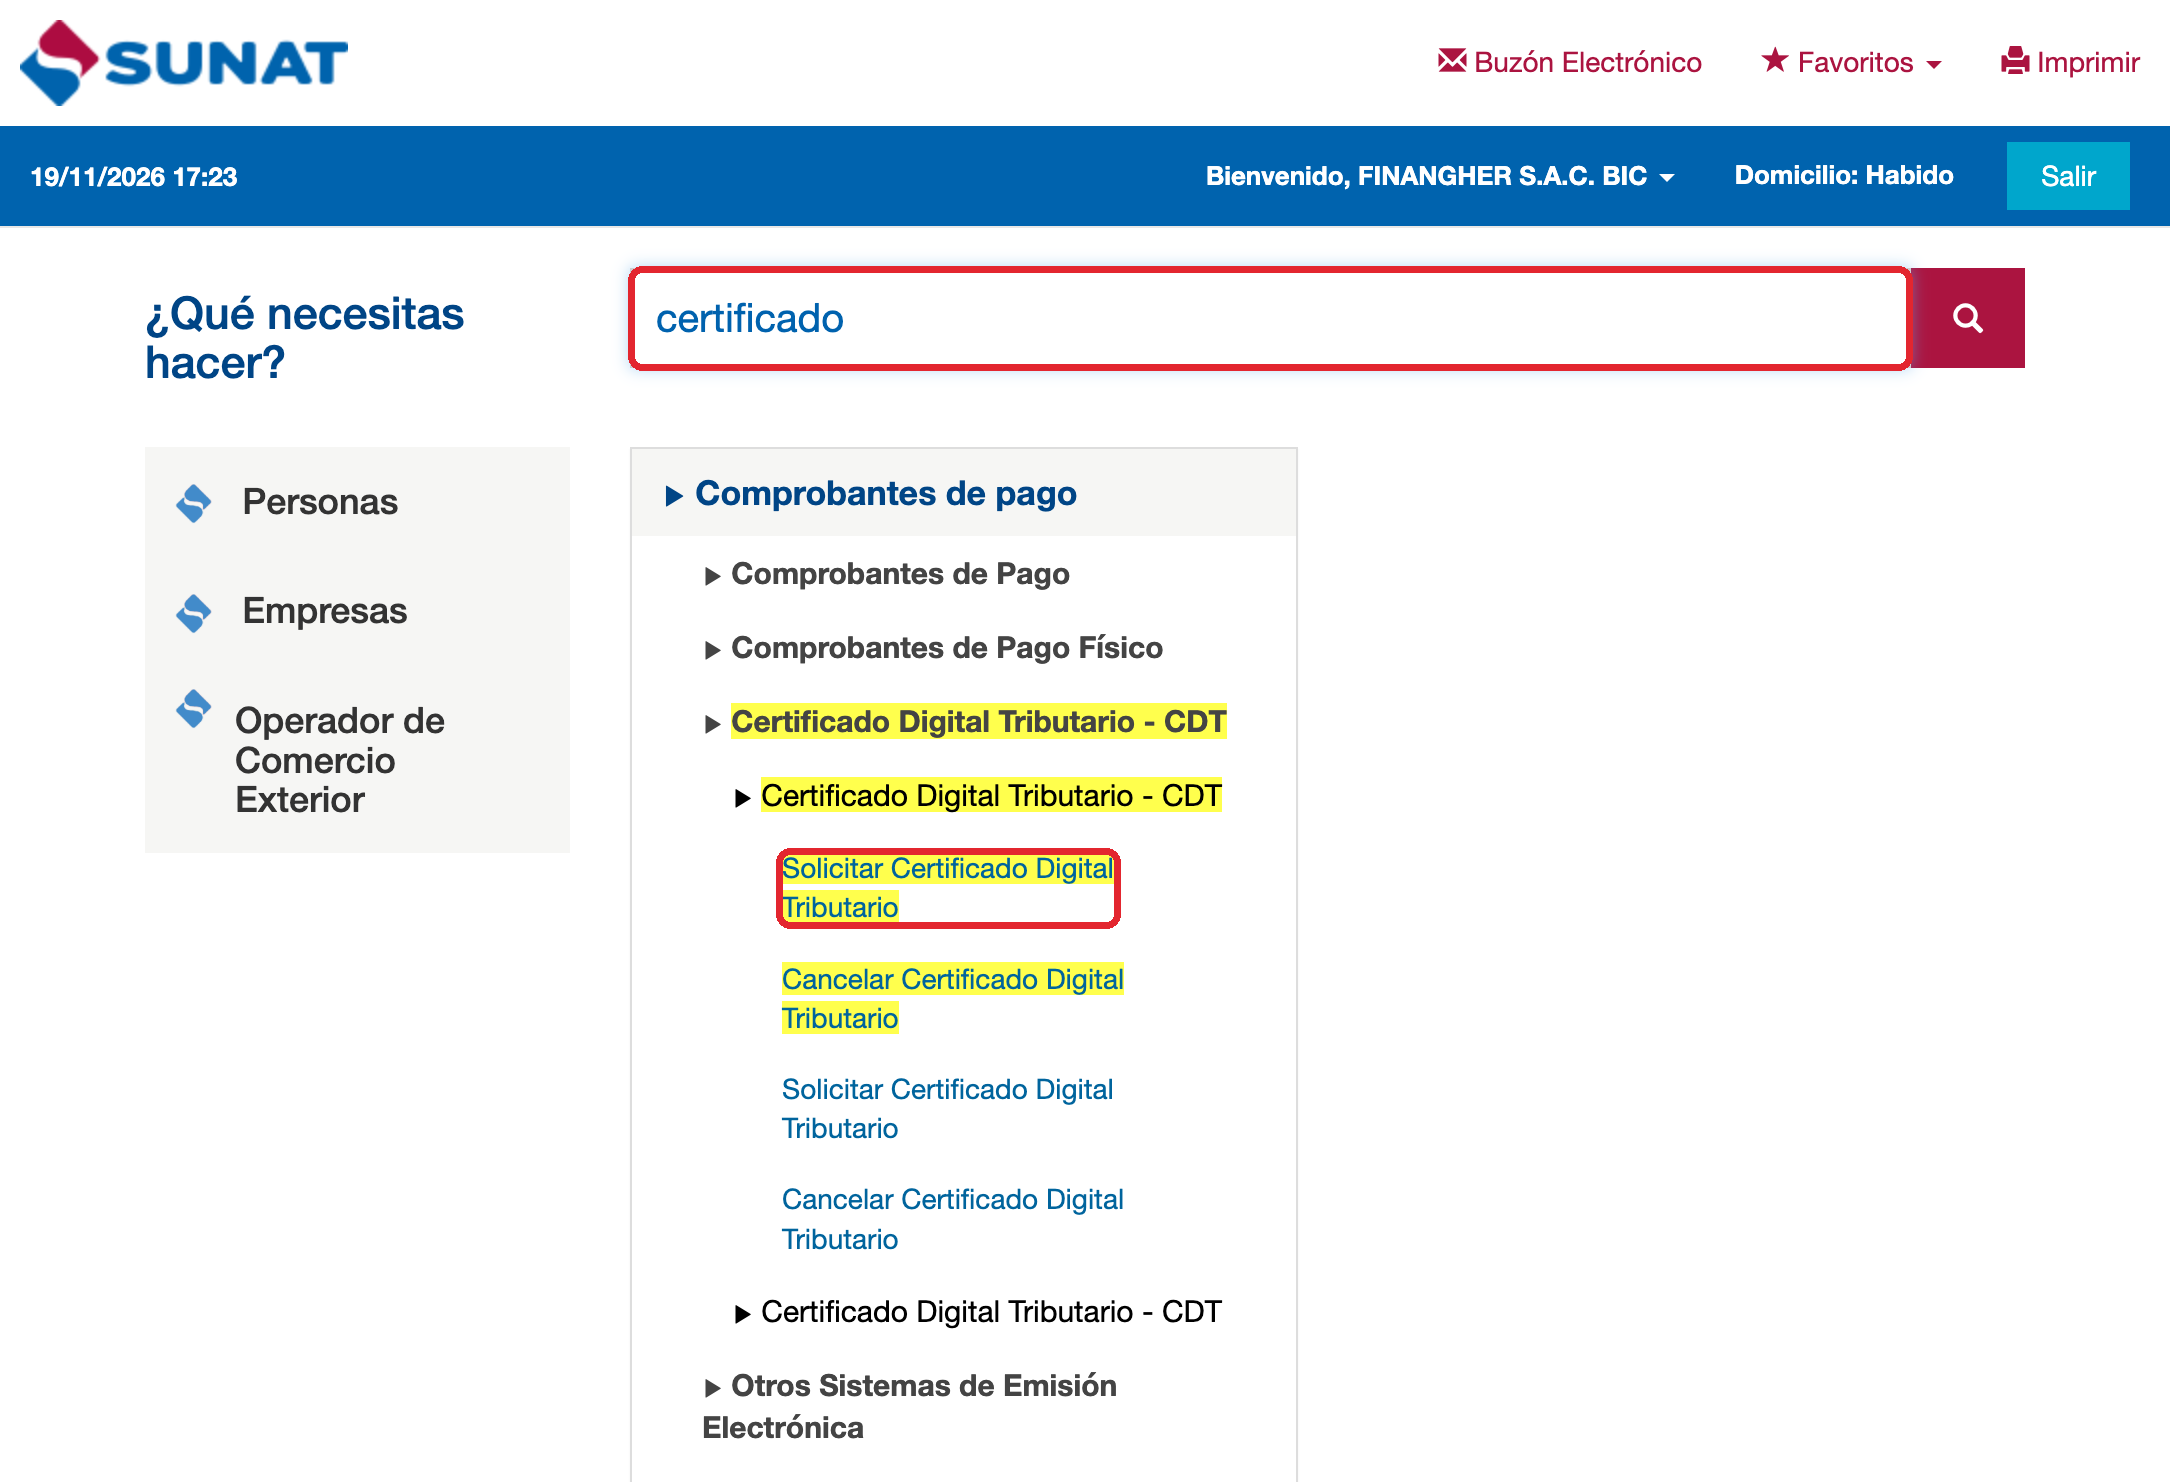 SUNAT
Buzón Electrónico
Favoritos
Imprimir
19/11/2026 17:23
Bienvenido, FINANGHER S.A.C. BIC
Domicilio: Habido
Salir
¿Qué necesitas
hacer?
certificado
Personas
Empresas
Operador de
Comercio
Exterior
Comprobantes de pago
Comprobantes de Pago
Comprobantes de Pago Físico
Certificado Digital Tributario - CDT
Certificado Digital Tributario - CDT
Solicitar Certificado Digital
Tributario
Cancelar Certificado Digital
Tributario
Solicitar Certificado Digital
Tributario
Cancelar Certificado Digital
Tributario
Certificado Digital Tributario - CDT
Otros Sistemas de Emisión
Electrónica